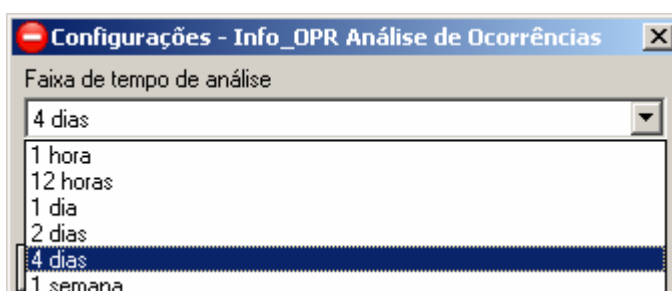 Configurações - Info_OPR Análise de Ocorrências
Faixa de tempo de análise
4 dias
1 hora
12 horas
1 dia
2 dias
4 dias
1 semana